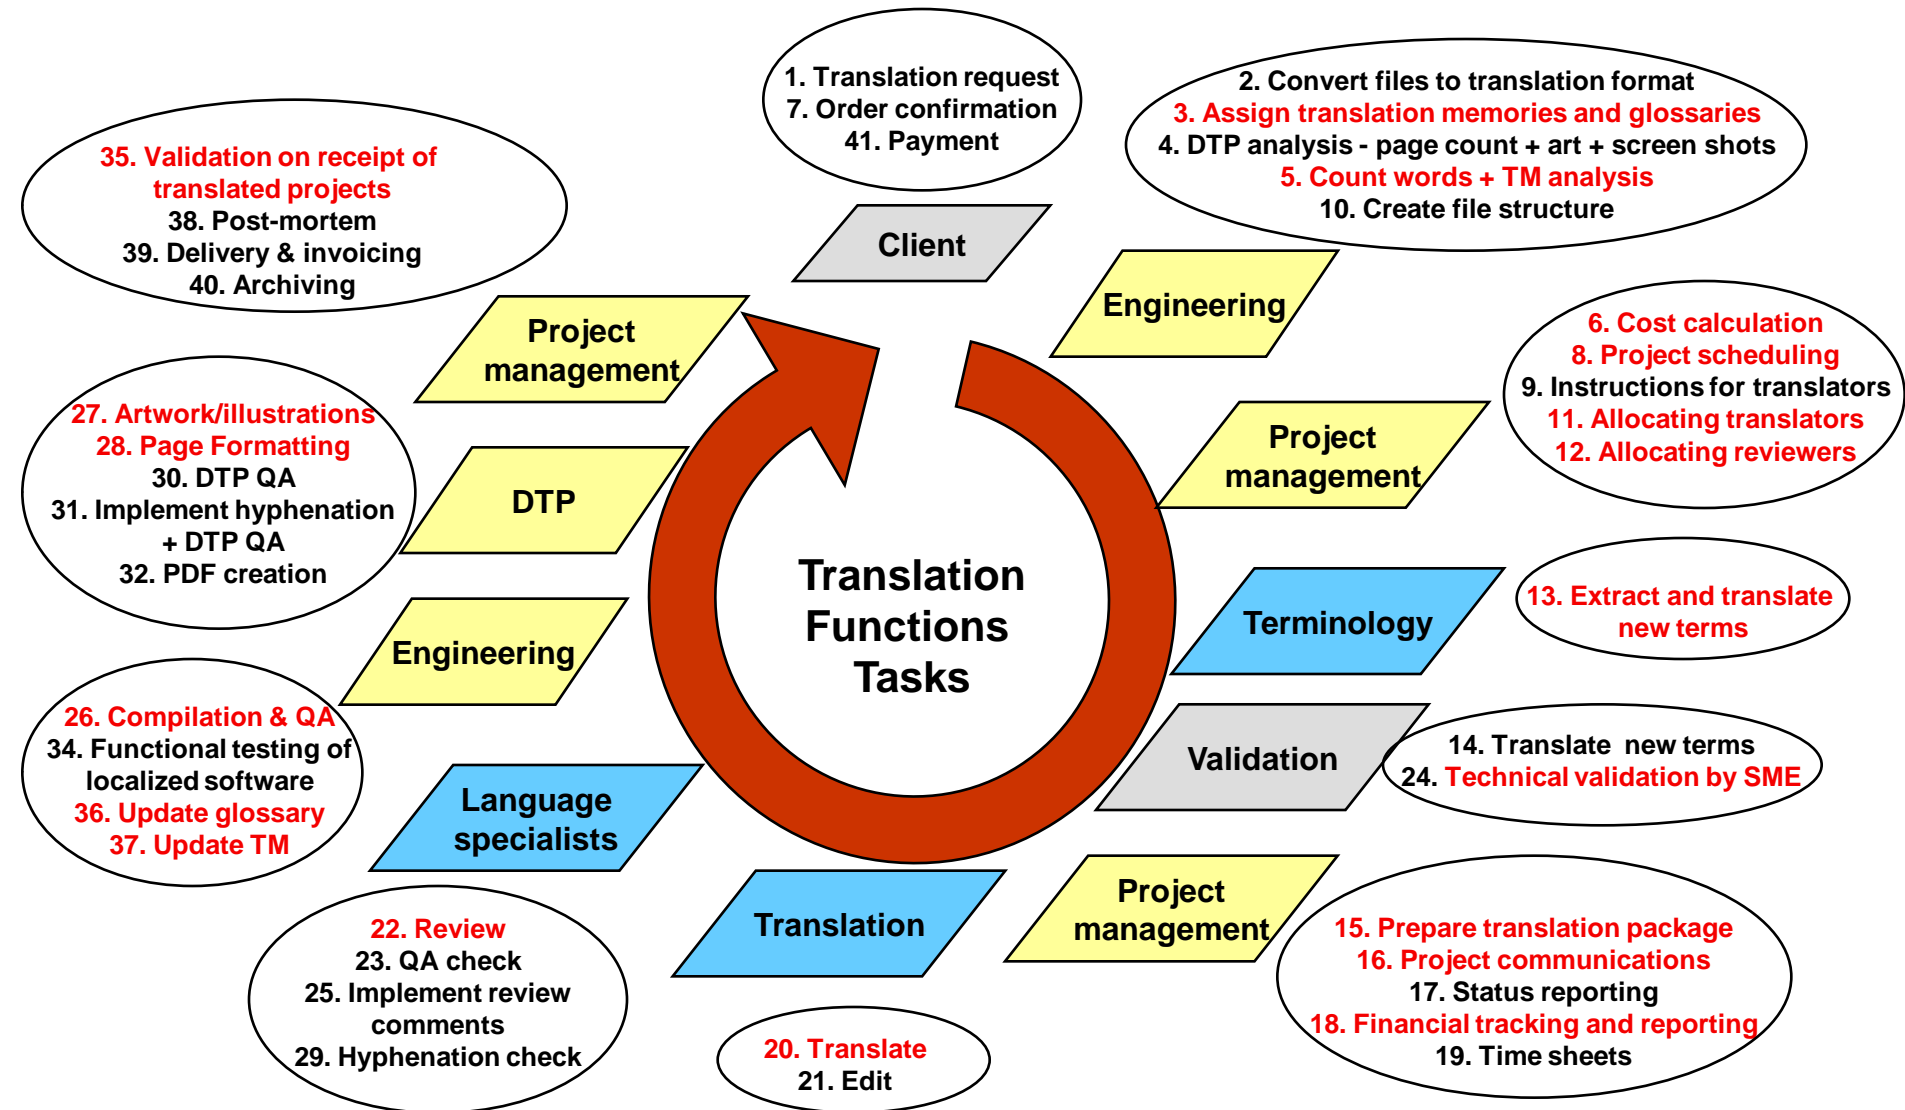 1. Translation request
7. Order confirmation
41. Payment
2. Convert files to translation format
3. Assign translation memories and glossaries
4. DTP analysis - page count + art + screen shots
5. Count words + TM analysis
10. Create file structure
35. Validation on receipt of
translated projects
38. Post-mortem
39. Delivery & invoicing
40. Archiving
Client
Engineering
Project
management
6. Cost calculation
8. Project scheduling
9. Instructions for translators
11. Allocating translators
12. Allocating reviewers
27. Artwork/illustrations
28. Page Formatting
30. DTP QA
31. Implement hyphenation
+ DTP QA
32. PDF creation
DTP
Project
management
Translation
Functions
Tasks
Terminology
13. Extract and translate
new terms
Engineering
26. Compilation & QA
34. Functional testing of
localized software
36. Update glossary
37. Update TM
Validation
14. Translate  new terms
24. Technical validation by SME
Language
specialists
22. Review
23. QA check
25. Implement review
comments
29. Hyphenation check
Translation
20. Translate
21. Edit
Project
management
15. Prepare translation package
16. Project communications
17. Status reporting
18. Financial tracking and reporting
19. Time sheets